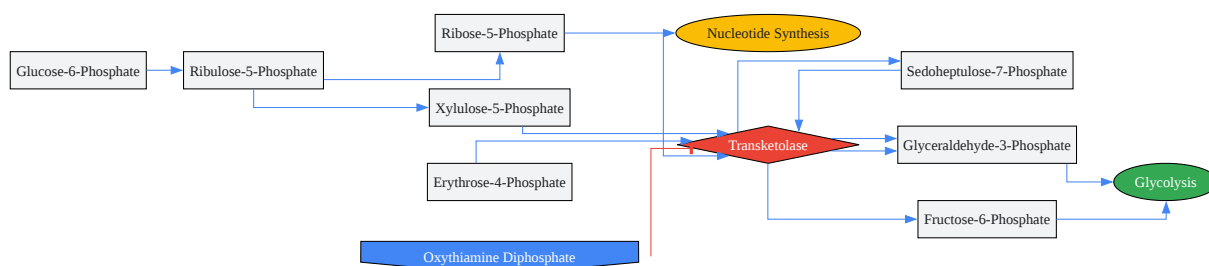 Ribose-5-Phosphate
Nucleotide Synthesis
Glucose-6-Phosphate
Ribulose-5-Phosphate
Sedoheptulose-7-Phosphate
Xylulose-5-Phosphate
Transketolase
Glyceraldehyde-3-Phosphate
Erythrose-4-Phosphate
Glycolysis
Fructose-6-Phosphate
Oxythiamine Diphosphate